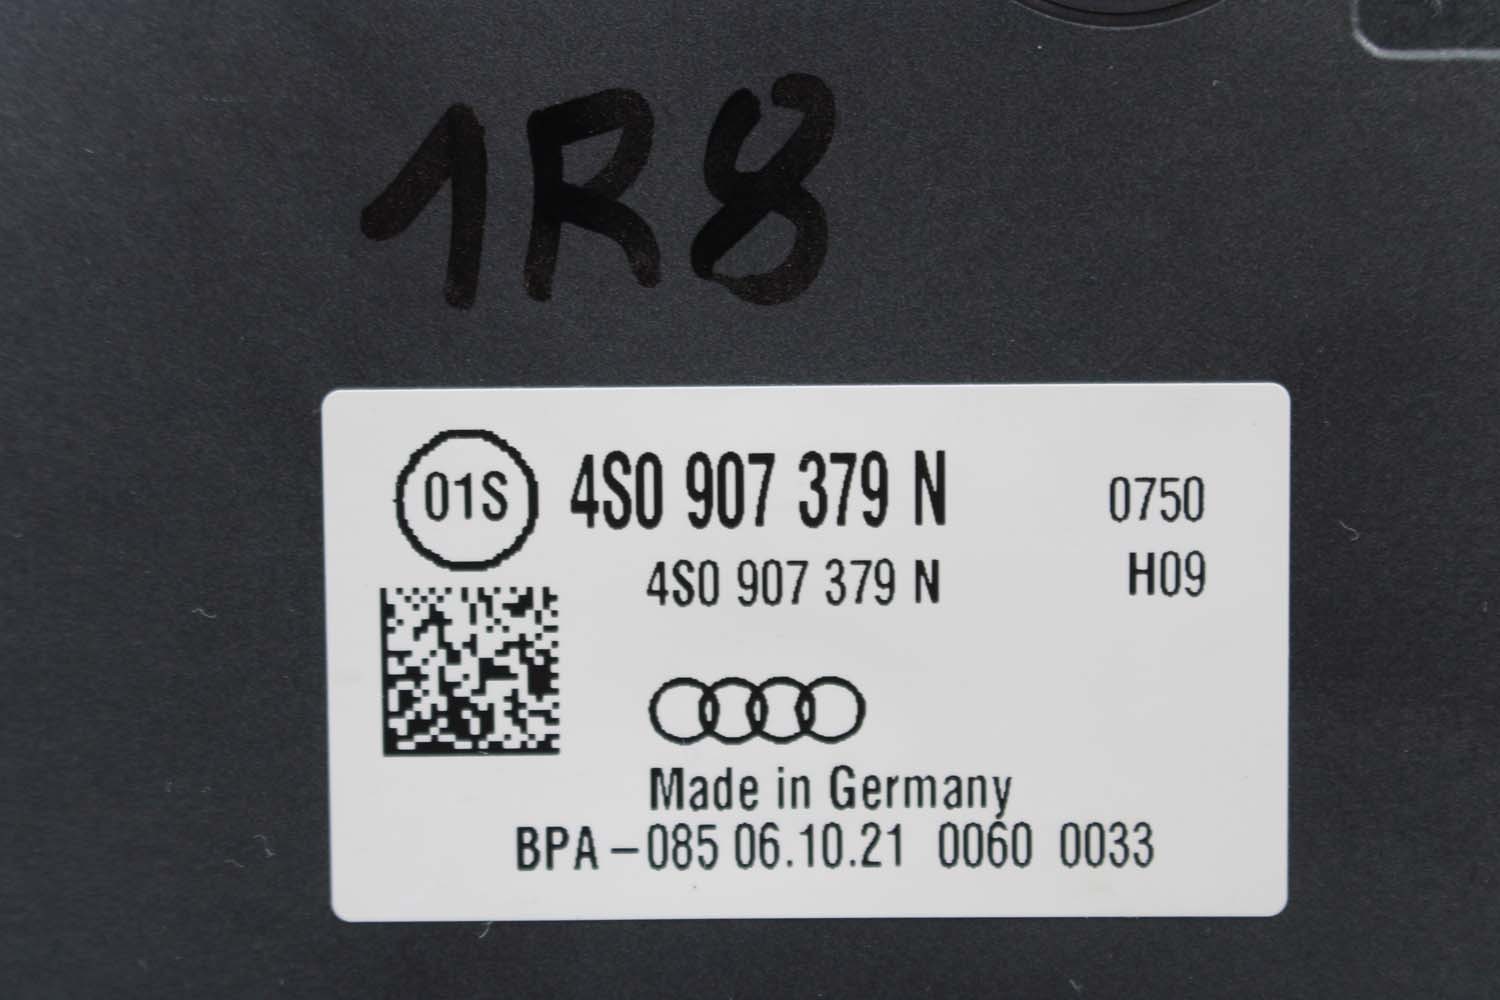 1R8
01S 4S0 907 379 N 0750
4S0 907 379 N H09
Made in Germany
BPA-085 06.10.21 0060 0033